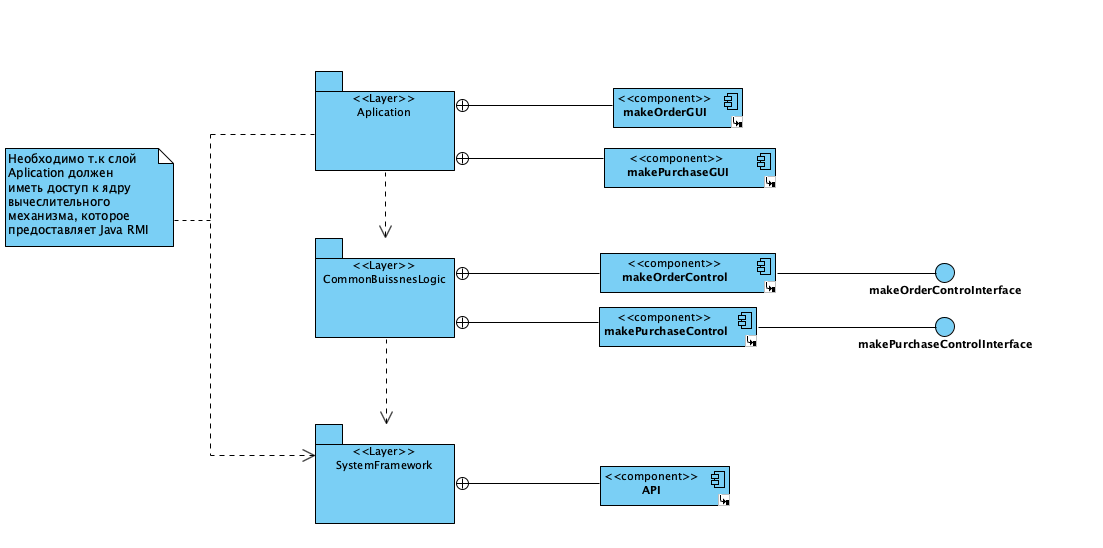 <<Layer>>
Aplication
<<component>>
makeOrderGUI
<<component>>
makePurchaseGUI
Необходимо т.к слой
Aplication должен
иметь доступ к ядру
вычеслительного
механизма, которое
предоставляет Java RMI
<<Layer>>
CommonBuissnesLogic
<<component>>
makeOrderControl
makeOrderControInterface
<<component>>
makePurchaseControl
makePurchaseControlInterface
<<Layer>>
SystemFramework
<<component>>
API